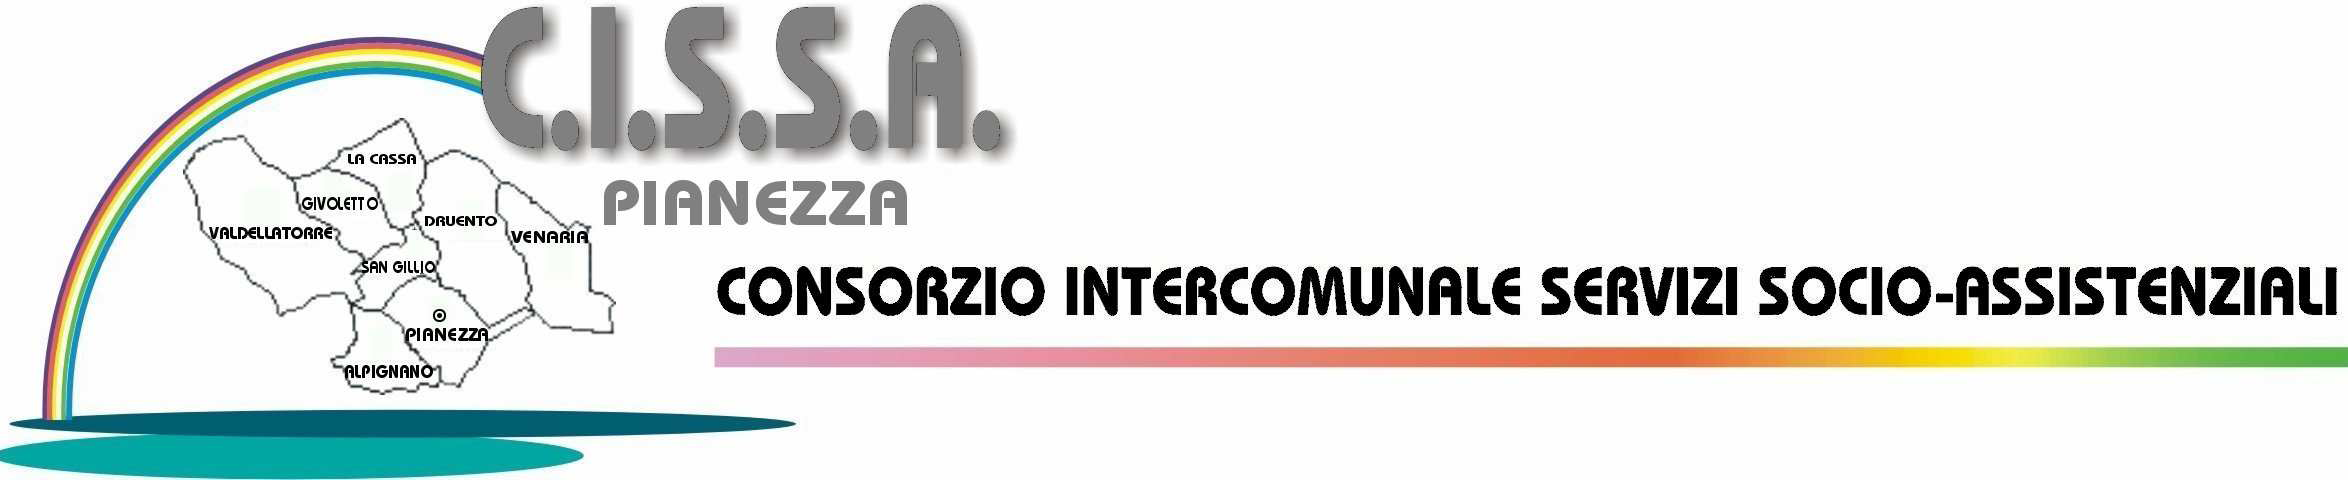 C.I.S.S.A.
PIANEZZA
LA CASSA
GIVOLETTO
DRUENTO
VALDELLATORRE
VENARIA
SAN GILLIO
PIANEZZA
ALPIGNANO
CONSORZIO INTERCOMUNALE SERVIZI SOCIO-ASSISTENZIALI